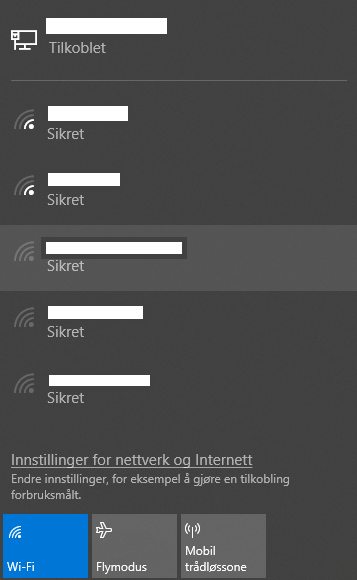 Tilkoblet
Sikret
Sikret
Sikret
Sikret
Sikret
Innstillinger for nettverk og Internett
Endre innstillinger, for eksempel å gjøre en tilkobling
forbruksmålt.
Wi-Fi
Flymodus
Mobil
trådløssone